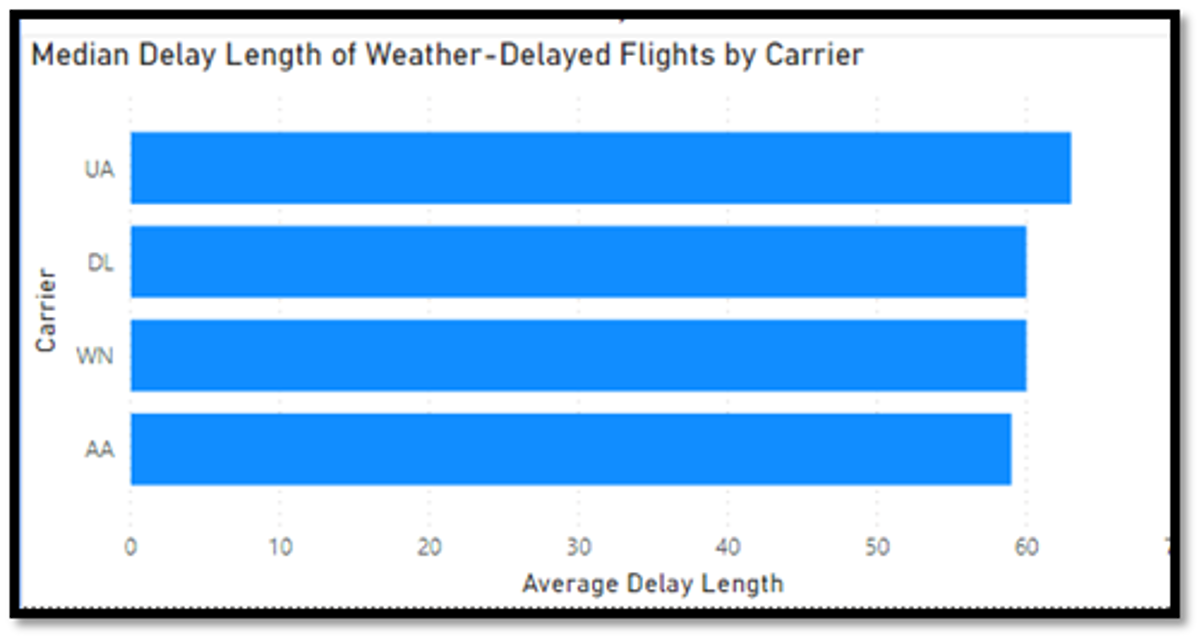 Median Delay Length of Weather-Delayed Flights by Carrier
UA
DL
WN
AA
Carrier
0 10 20 30 40 50 60
Average Delay Length